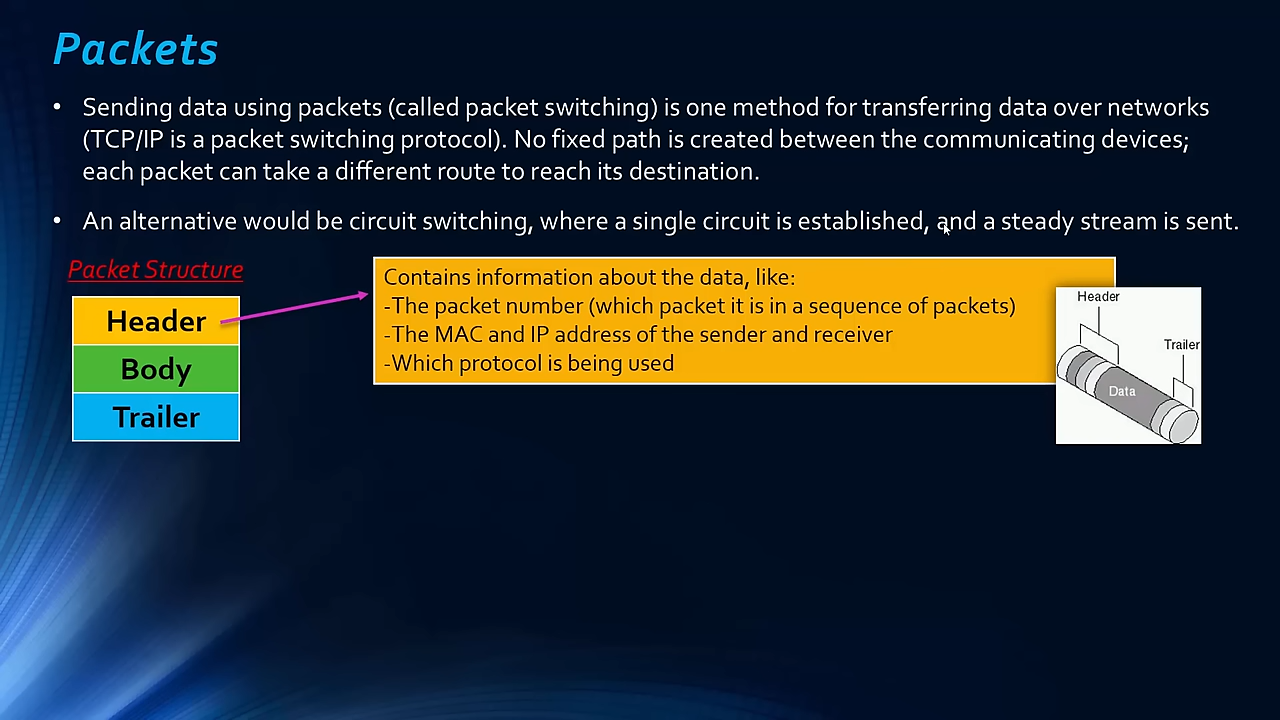 Packets
• Sending data using packets (called packet switching) is one method for transferring data over networks
(TCP/IP is a packet switching protocol). No fixed path is created between the communicating devices;
each packet can take a different route to reach its destination.
• An alternative would be circuit switching, where a single circuit is established, and a steady stream is sent.
Packet Structure
Header
Body
Trailer
Contains information about the data, like:
-The packet number (which packet it is in a sequence of packets)
-The MAC and IP address of the sender and receiver
-Which protocol is being used
Header
Trailer
Data